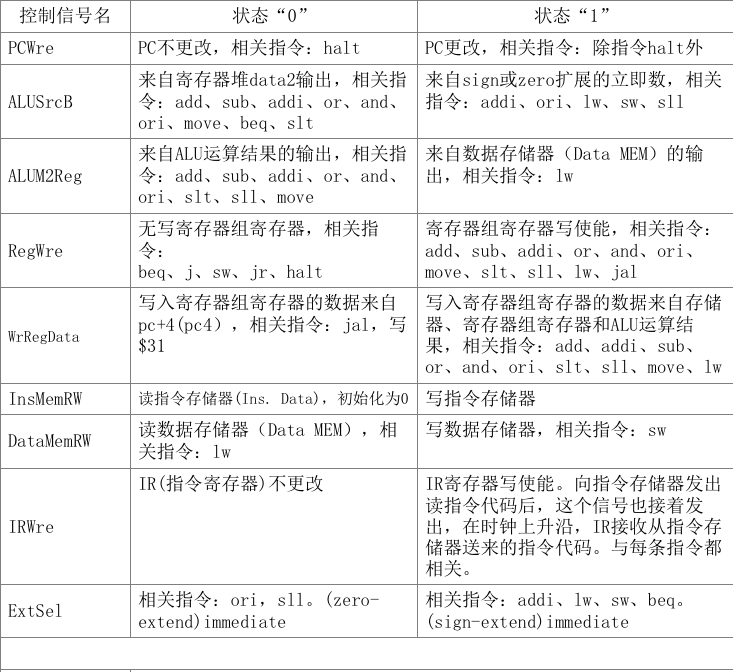 控制信号名 状态“0” 状态“1”
PCWre PC不更改，相关指令：halt PC更改，相关指令：除指令halt外
ALUSrcB
来自寄存器堆data2输出，相关指
令：add、sub、addi、or、and、
ori、move、beq、slt
来自sign或zero扩展的立即数，相关
指令：addi、ori、lw、sw、sll
ALUM2Reg
来自ALU运算结果的输出，相关指
令：add、sub、addi、or、and、
ori、slt、sll、move
来自数据存储器（Data MEM）的输
出，相关指令：lw
RegWre
无写寄存器组寄存器，相关指
令：
beq、j、sw、jr、halt
寄存器组寄存器写使能，相关指令：
add、sub、addi、or、and、ori、
move、slt、sll、lw、jal
WrRegData
写入寄存器组寄存器的数据来自
pc+4(pc4)，相关指令：jal，写
$31
写入寄存器组寄存器的数据来自存储
器、寄存器组寄存器和ALU运算结
果，相关指令：add、addi、sub、
or、and、ori、slt、sll、move、lw
InsMemRW 读指令存储器(Ins. Data)，初始化为0 写指令存储器
DataMemRW
读数据存储器（Data MEM），相
关指令：lw
写数据存储器，相关指令：sw
IRWre
IR(指令寄存器)不更改
IR寄存器写使能。向指令存储器发出
读指令代码后，这个信号也接着发
出，在时钟上升沿，IR接收从指令存
储器送来的指令代码。与每条指令都
相关。
ExtSel
相关指令：ori，sll。(zero-
extend)immediate
相关指令：addi、lw、sw、beq。
(sign-extend)immediate